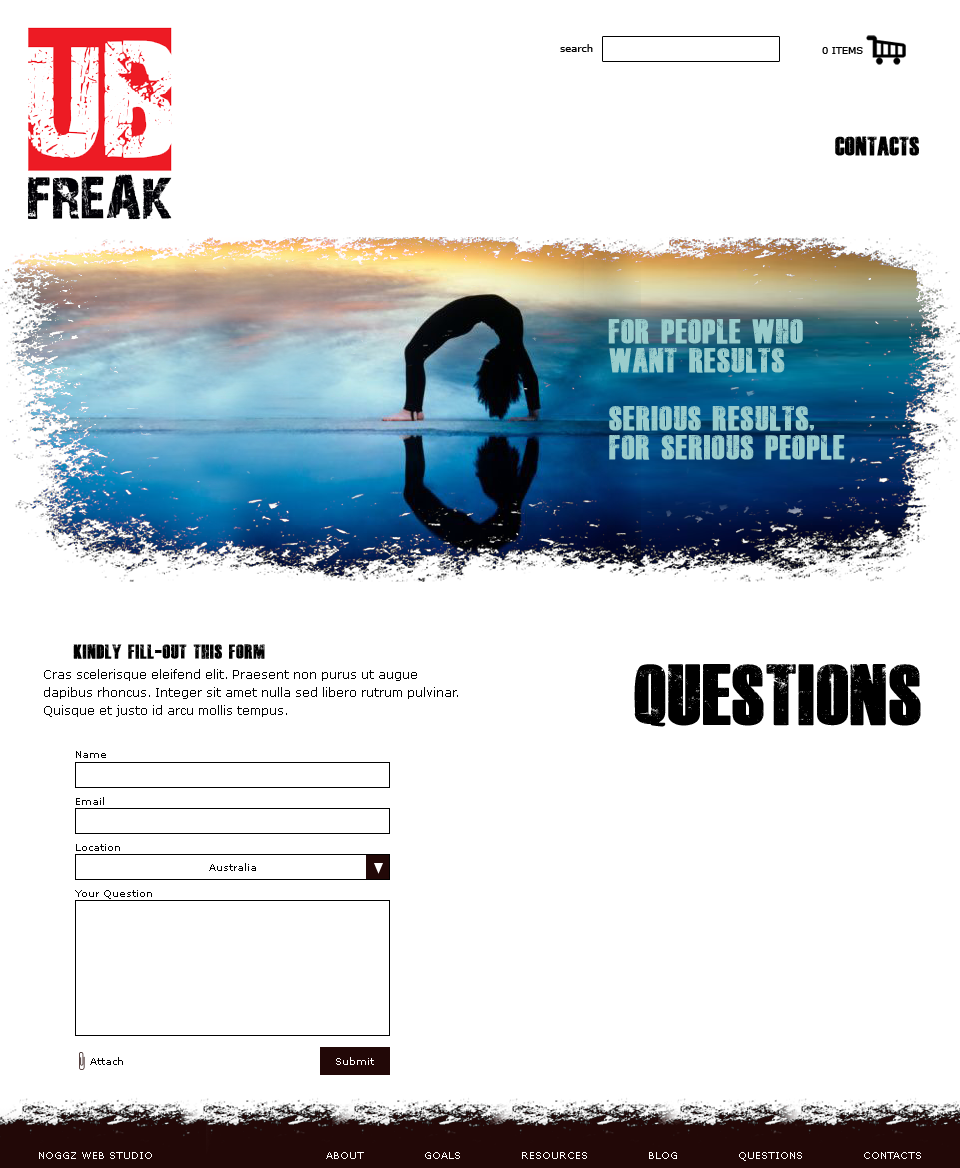 UB
FREAK
search
0 ITEMS
CONTACTS
FOR PEOPLE WHO
WANT RESULTS
SERIOUS RESULTS,
FOR SERIOUS PEOPLE
KINDLY FILL-OUT THIS FORM
Cras scelerisque eleifend elit. Praesent non purus ut augue
dapibus rhoncus. Integer sit amet nulla sed libero rutrum pulvinar.
Quisque et justo id arcu mollis tempus.
QUESTIONS
Name
Email
Location
Australia
Your Question
Attach
Submit
NOGGZ WEB STUDIO
ABOUT
GOALS
RESOURCES
BLOG
QUESTIONS
CONTACTS